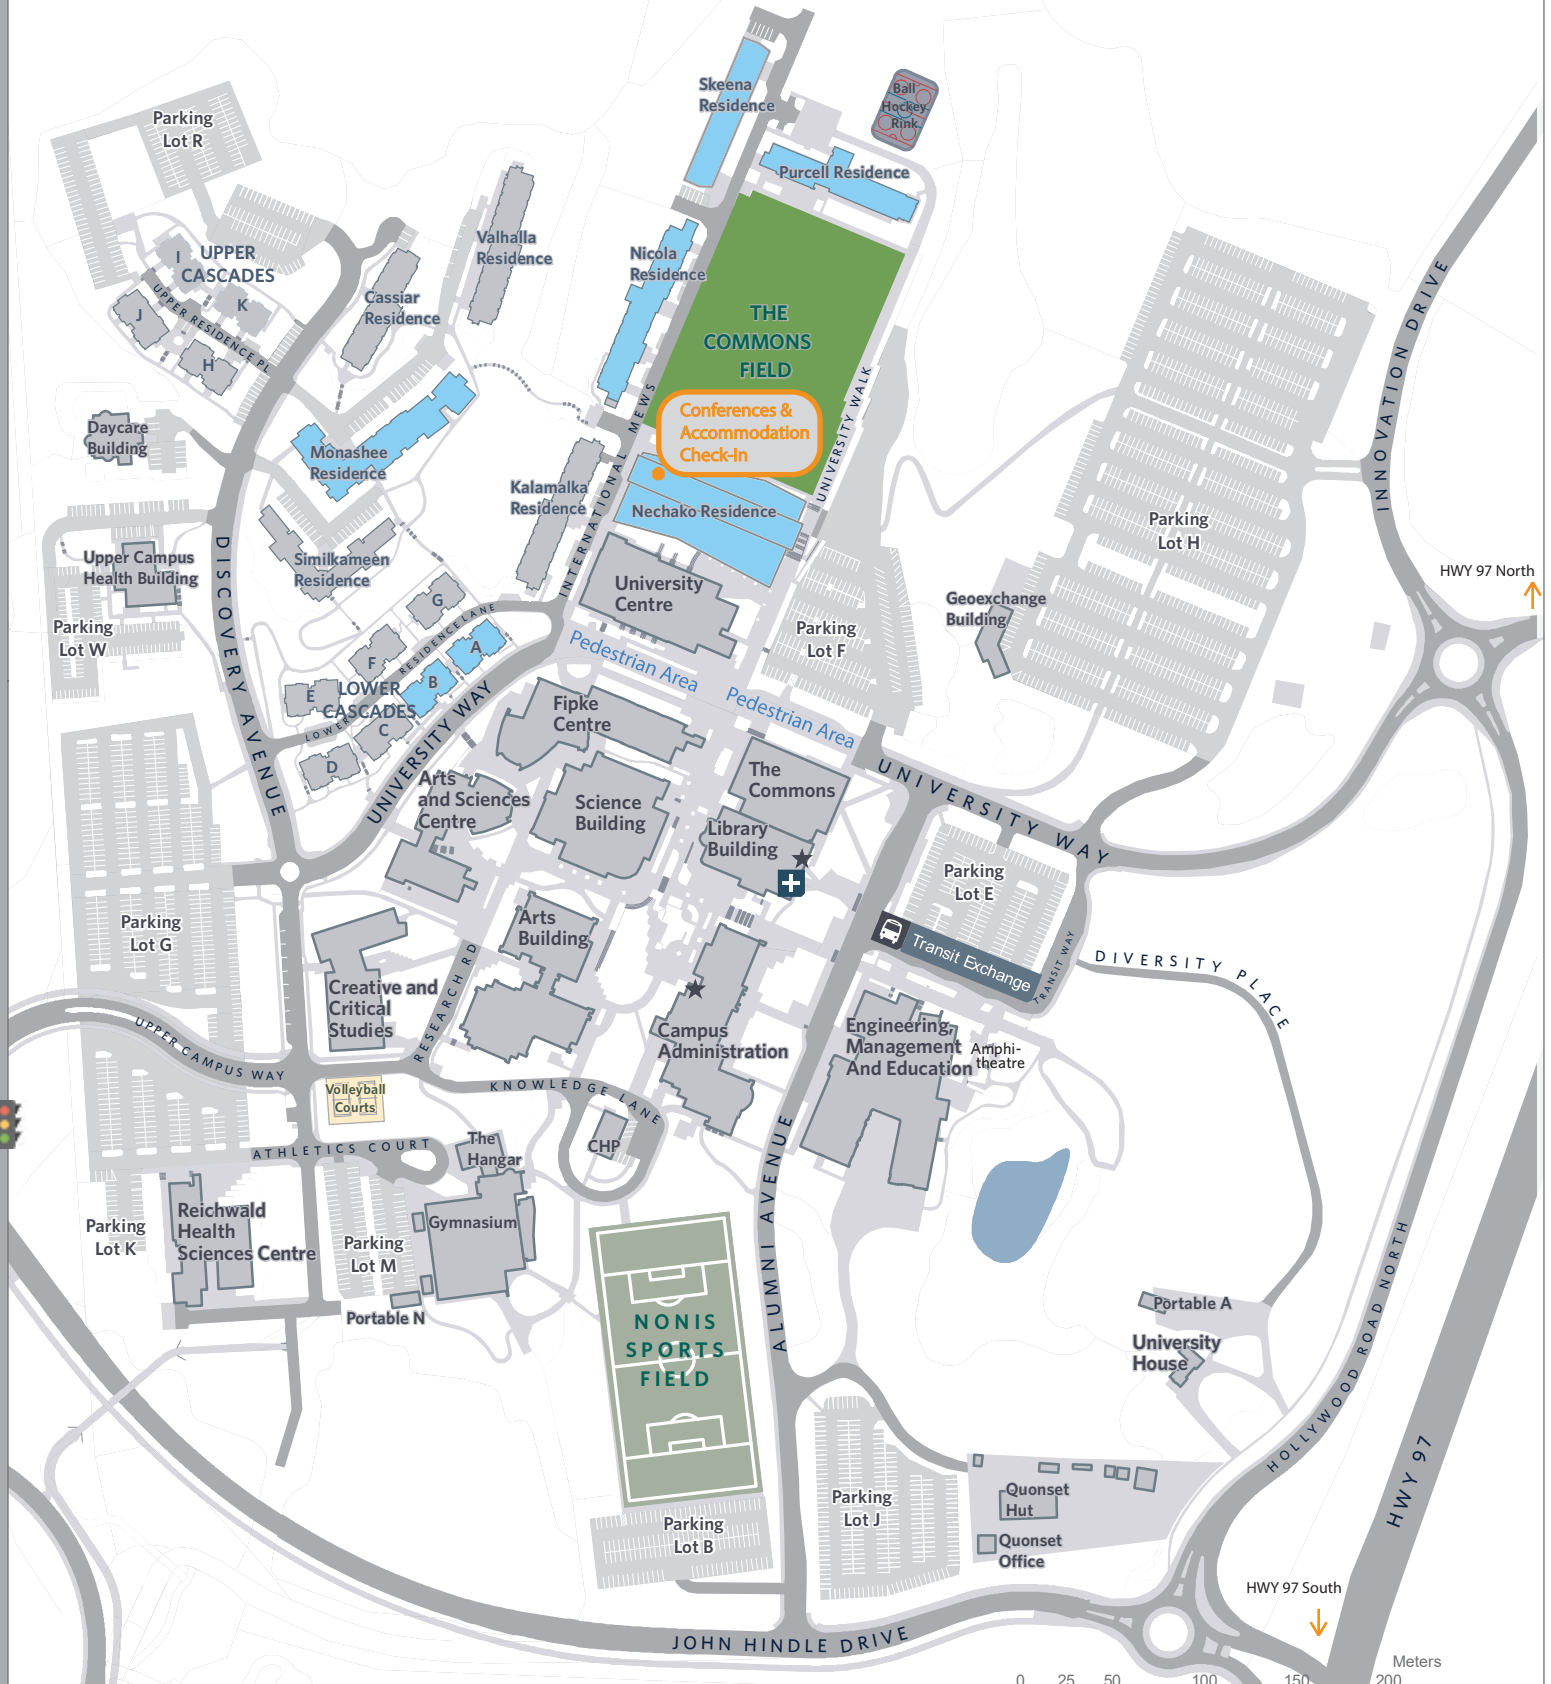 Skeena
Residence
Ball
Hockey
Rink
Parking
Lot R
Purcell Residence
Valhalla
Residence
Nicola
Residence
I
UPPER
CASCADES
K
J
UPPER RESIDENCE PL
H
Cassiar
Residence
THE
COMMONS
FIELD
INNOVATION DRIVE
Conferences &
Accommodation
Check-In
UNIVERSITY WALK
INTERNATIONAL MEWS
Daycare
Building
Monashee
Residence
Kalamalka
Residence
Nechako Residence
Parking
Lot H
Upper Campus
Health Building
Similkameen
Residence
DISCOVERY AVENUE
University
Centre
HWY 97 North
Geoexchange
Building
Parking
Lot W
G
Parking
Lot F
A
F
B
E
LOWER
CASCADES
C
D
LOWER RESIDENCE LANE
Pedestrian Area
Pedestrian Area
UNIVERSITY WAY
Fipke
Centre
Arts
and Sciences
Centre
Science
Building
The
Commons
Library
Building
UNIVERSITY WAY
Parking
Lot E
Parking
Lot G
Arts
Building
Transit Exchange
TRANSIT WAY
DIVERSITY PLACE
Creative and
Critical
Studies
RESEARCH RD
Campus
Administration
Engineering,
Management
And Education
Amphi-
theatre
UPPER CAMPUS WAY
Volleyball
Courts
KNOWLEDGE LANE
CHP
ATHLETICS COURT
The
Hangar
ALUMNI AVENUE
Reichwald
Health
Sciences Centre
Gymnasium
Parking
Lot K
Parking
Lot M
Portable N
NONIS
SPORTS
FIELD
Portable A
University
House
HOLLYWOOD ROAD NORTH
HWY 97
Parking
Lot J
Quonset
Hut
Quonset
Office
Parking
Lot B
HWY 97 South
JOHN HINDLE DRIVE
Meters
0 25 50 100 150 200